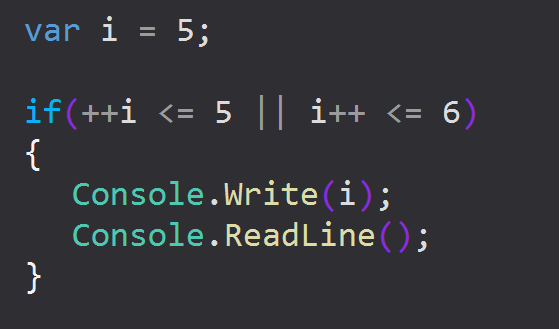 var i = 5;
if(++i <= 5 || i++ <= 6)
{
Console.Write(i);
Console.ReadLine();
}